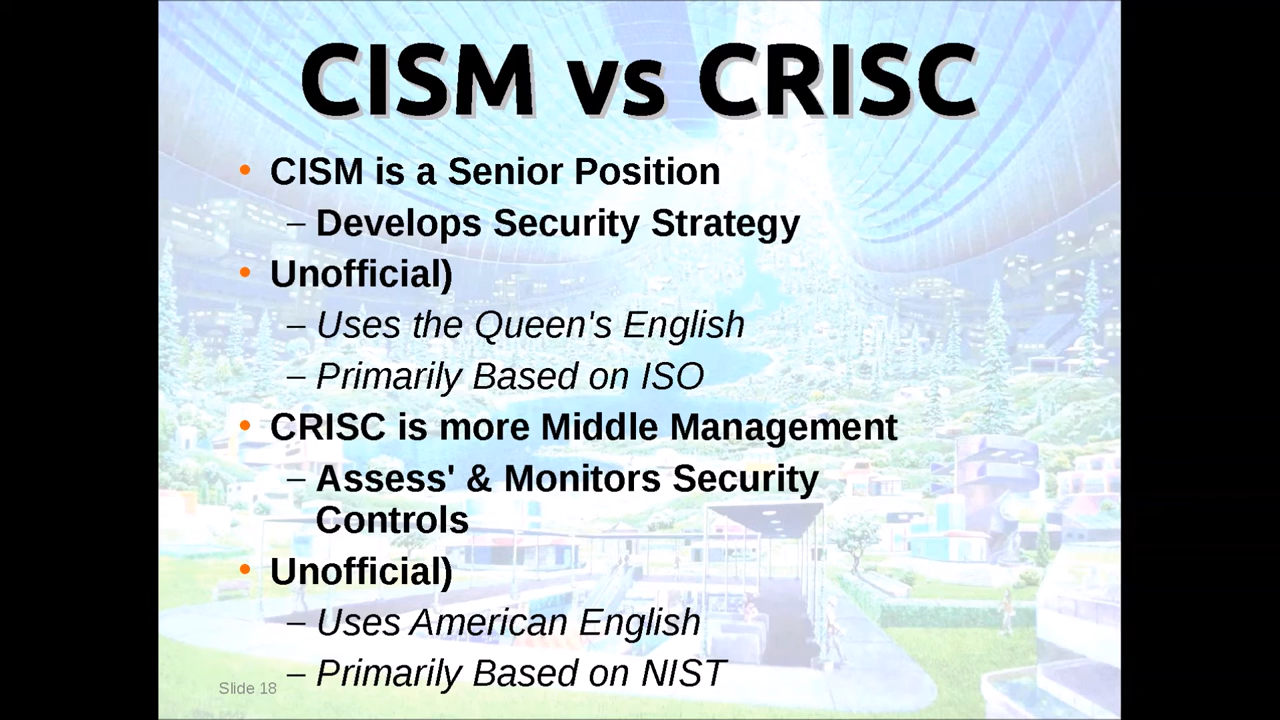 CISM vs CRISC
• CISM is a Senior Position
– Develops Security Strategy
• Unofficial)
– Uses the Queen's English
– Primarily Based on ISO
• CRISC is more Middle Management
– Assess' & Monitors Security
Controls
• Unofficial)
– Uses American English
– Primarily Based on NIST
Slide 18